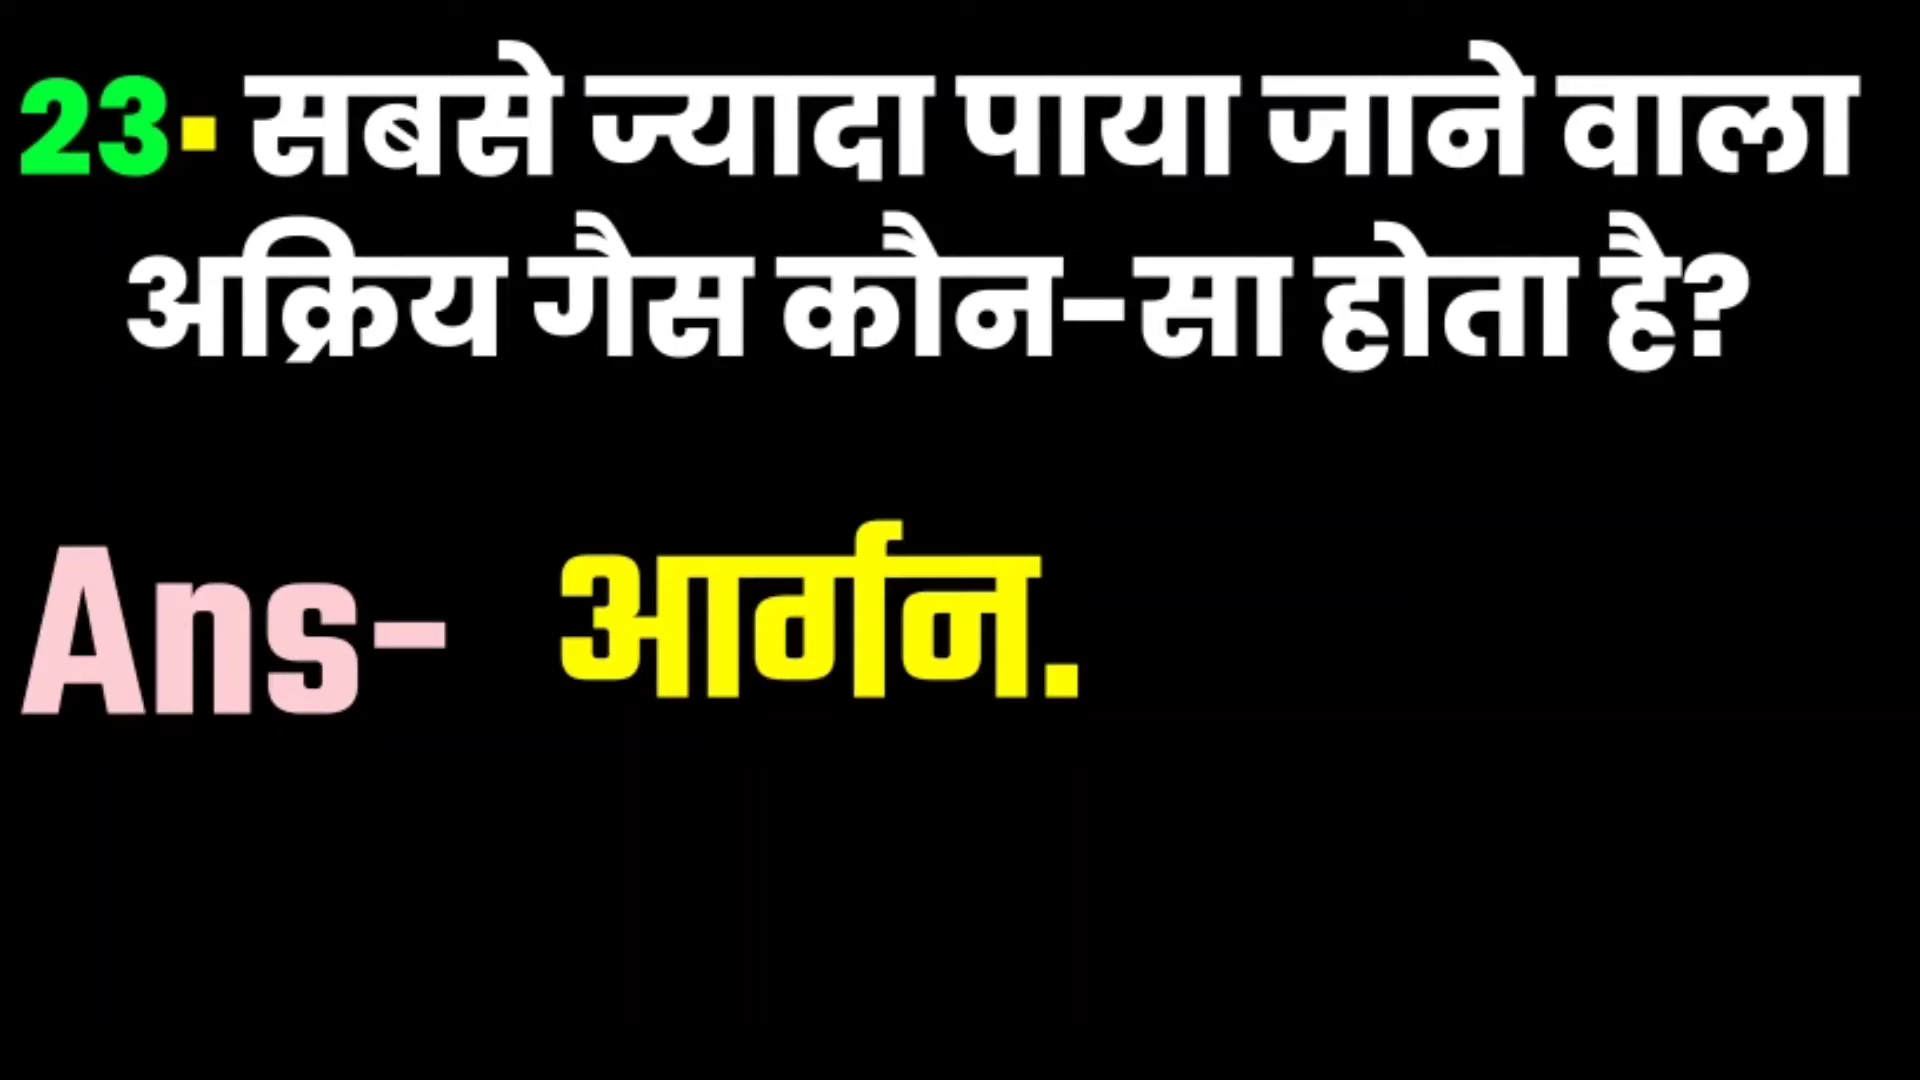 23▪ सबसे ज्यादा पाया जाने वाला
अक्रिय गैस कौन-सा होता है?
Ans- आर्गन.